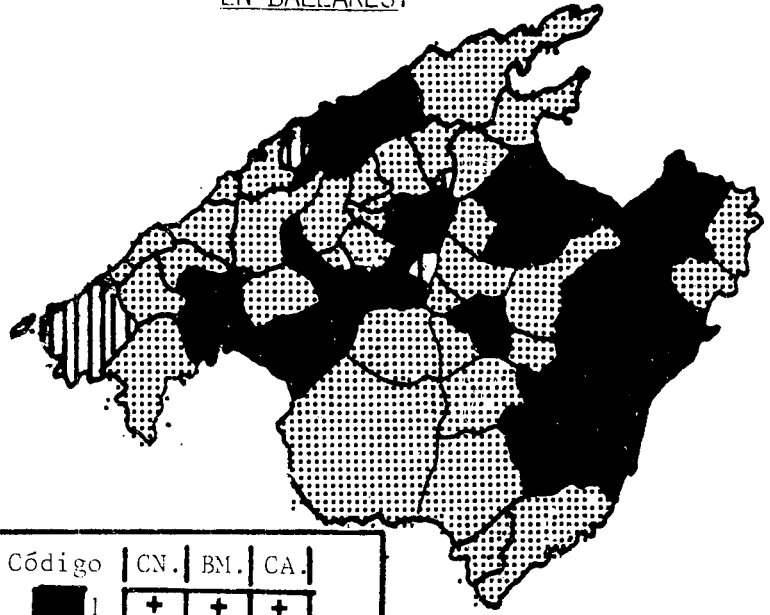 EN BALEARES.
Código | CN. | BM. | CA. |
1 + + +